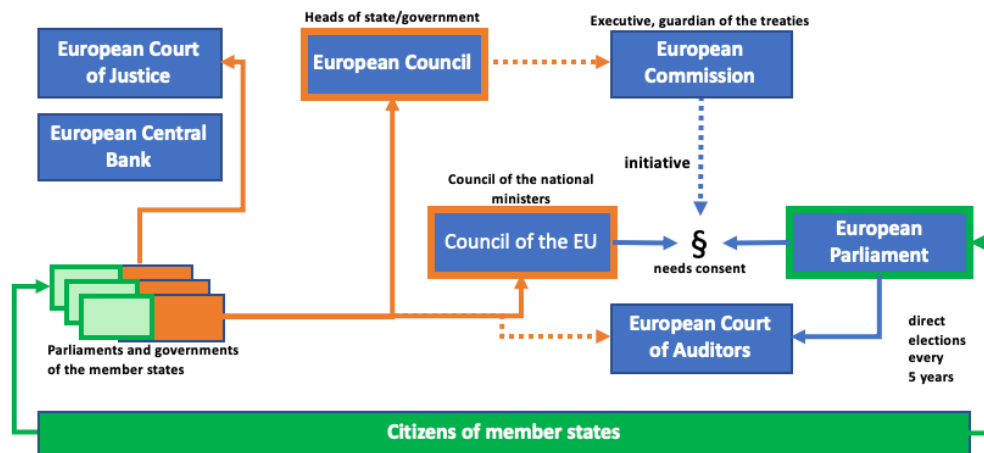 Heads of state/government
Executive, guardian of the treaties
European Court
of Justice
European Council
European
Commission
European Central
Bank
initiative
Council of the national
ministers
Council of the EU
§
needs consent
European
Parliament
Parliaments and governments
of the member states
European Court
of Auditors
direct
elections
every
5 years
Citizens of member states